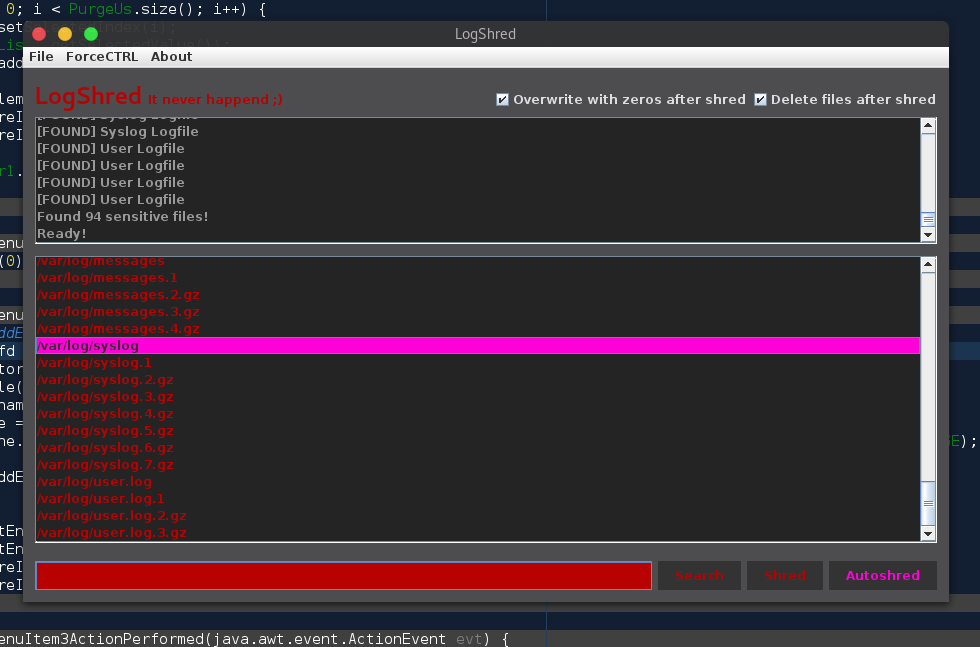 0; i < PurgeUs.size(); i++) {
LogShred
File ForceCTRL About
LogShred It never happend ;)
Overwrite with zeros after shred
Delete files after shred
[FOUND] Syslog Logfile
[FOUND] Syslog Logfile
[FOUND] User Logfile
[FOUND] User Logfile
[FOUND] User Logfile
[FOUND] User Logfile
Found 94 sensitive files!
Ready!
/var/log/messages
/var/log/messages.1
/var/log/messages.2.gz
/var/log/messages.3.gz
/var/log/messages.4.gz
/var/log/syslog
/var/log/syslog.1
/var/log/syslog.2.gz
/var/log/syslog.3.gz
/var/log/syslog.4.gz
/var/log/syslog.5.gz
/var/log/syslog.6.gz
/var/log/syslog.7.gz
/var/log/user.log
/var/log/user.log.1
/var/log/user.log.2.gz
/var/log/user.log.3.gz
Search Shred Autoshred
enuItem3ActionPerformed(java.awt.event.ActionEvent evt) {